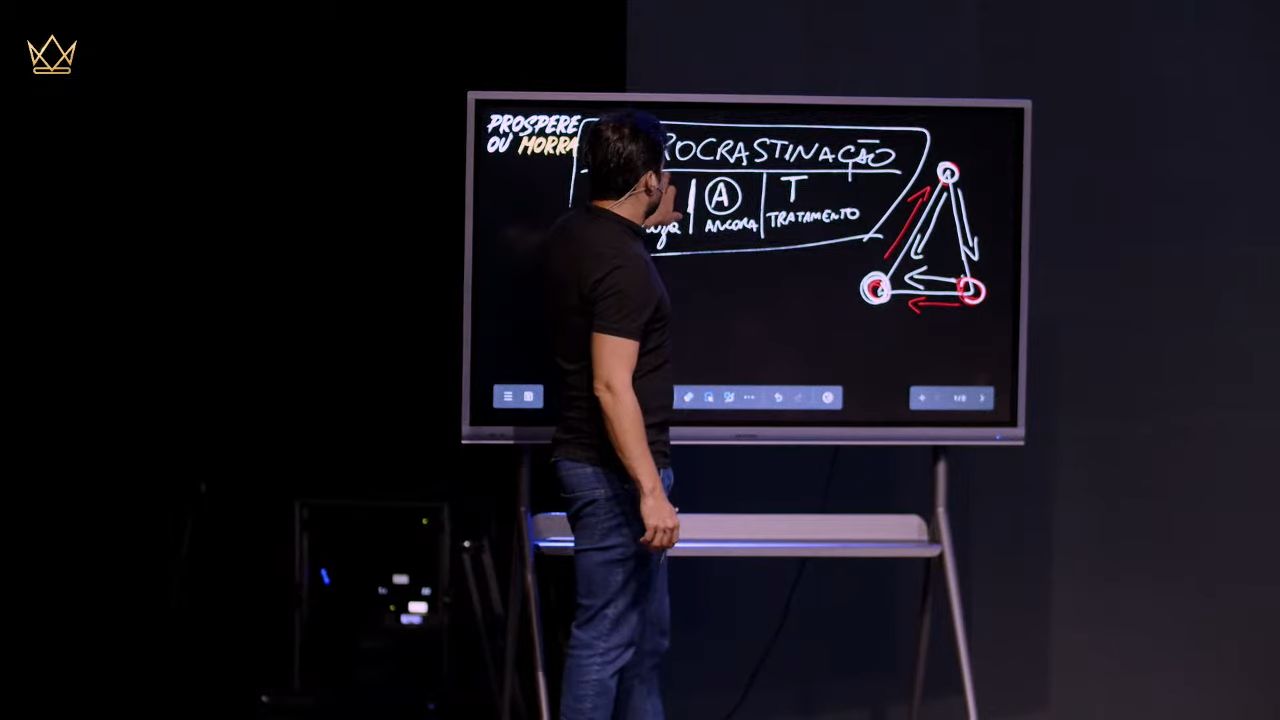 PROSPERE
OU MORRA
ROCRASTINAÇÃO
A T
ANCORA TRATAMENTO